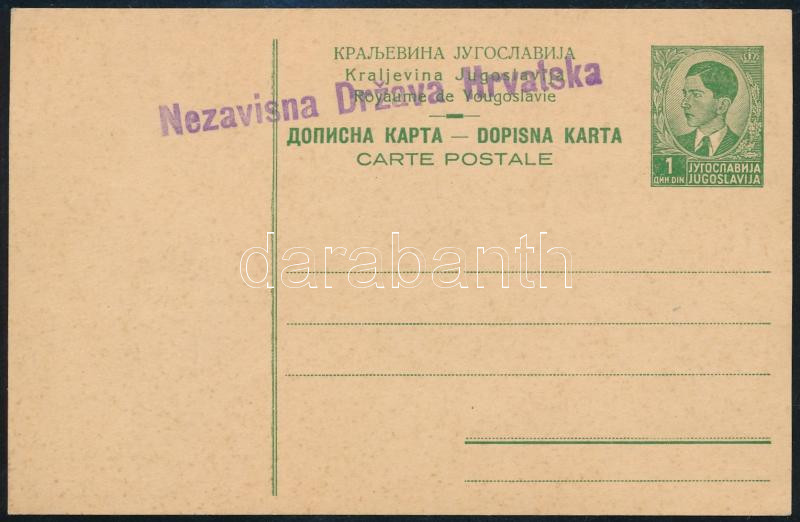 КРАЉЕВИНА ЈУГОСЛАВИЈА
Kraljevina Jugoslavija
Royaume de Yougoslavie
Nezavisna Država Hrvatska
ДОПИСНА КАРТА — DOPISNA KARTA
CARTE POSTALE
1
ДИН DIN
ЈУГОСЛАВИЈА
JUGOSLAVIJA
darabanth